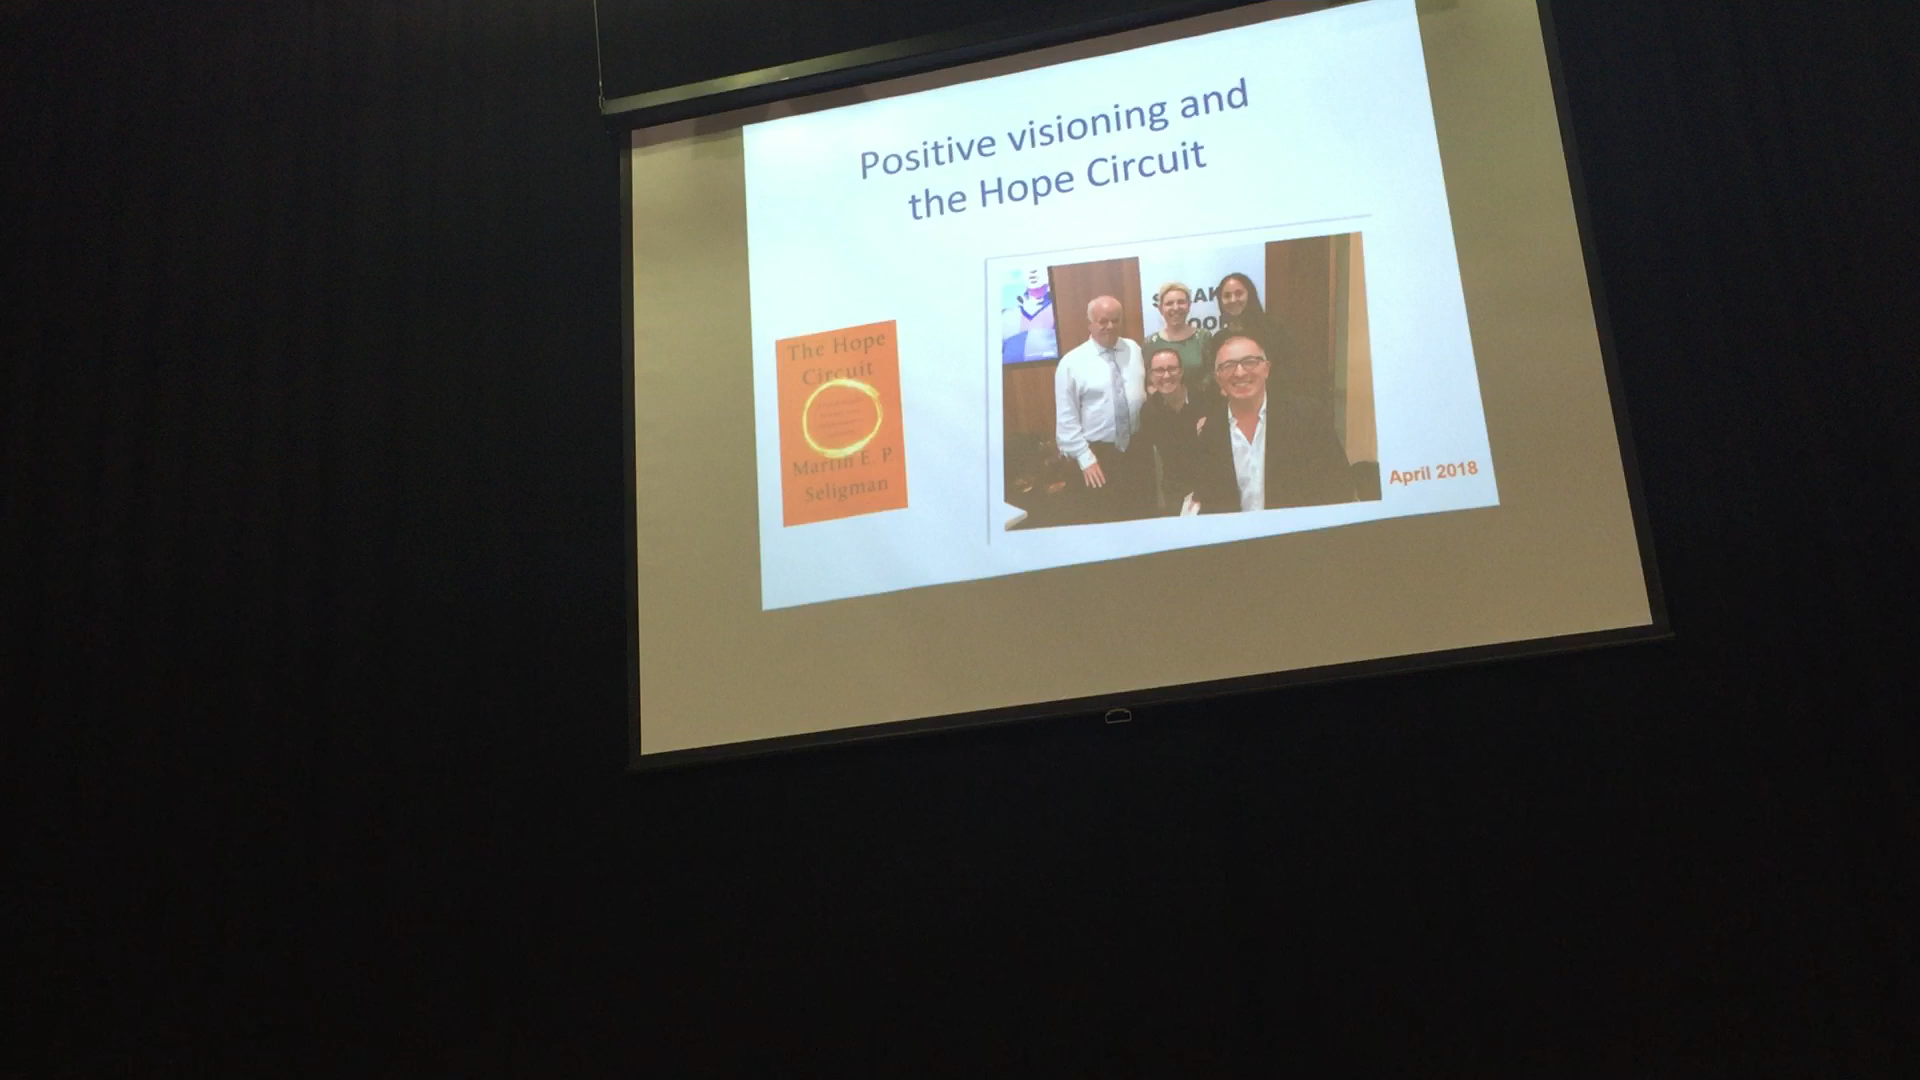 Positive visioning and
the Hope Circuit
The Hope
Circuit
Martin E. P.
Seligman
April 2018